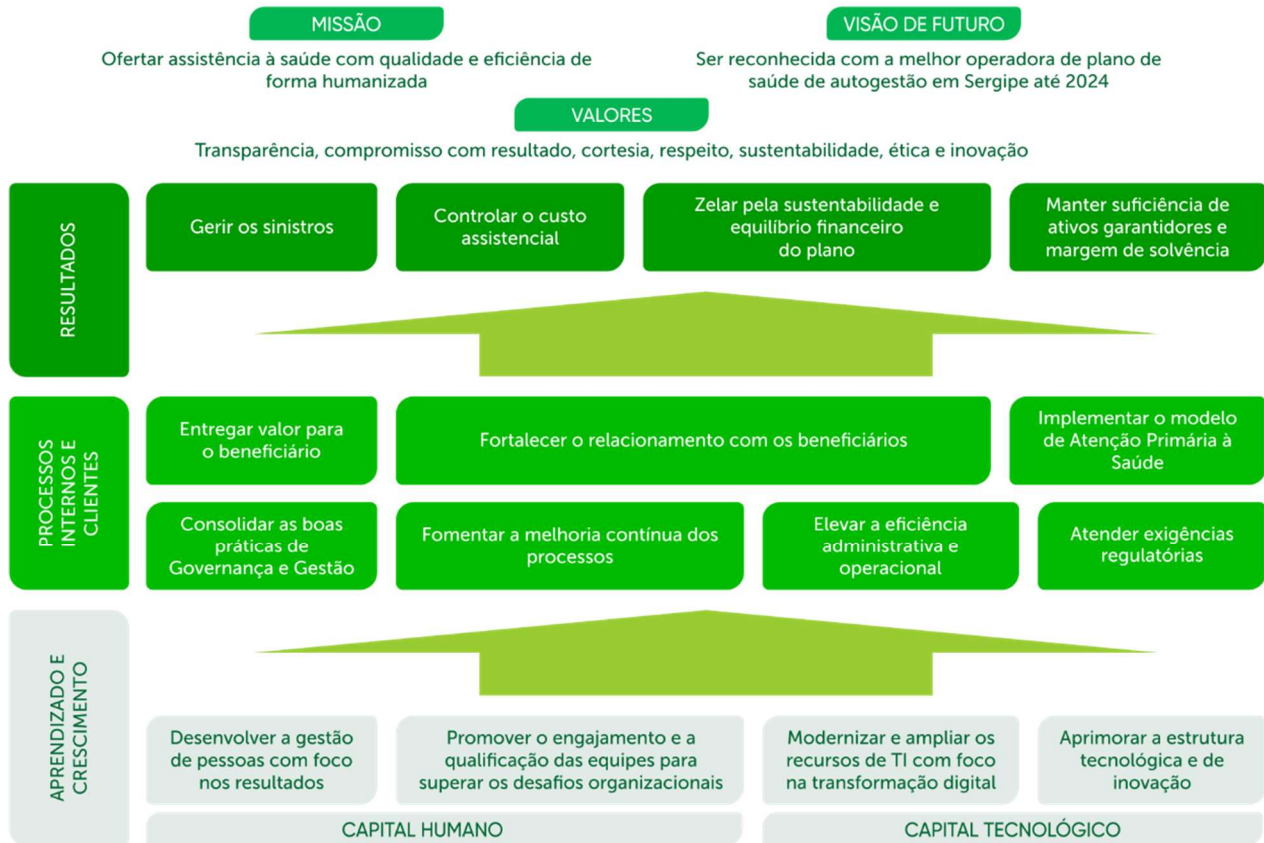 MISSÃO
Ofertar assistência à saúde com qualidade e eficiência de
forma humanizada
VISÃO DE FUTURO
Ser reconhecida com a melhor operadora de plano de
saúde de autogestão em Sergipe até 2024
VALORES
Transparência, compromisso com resultado, cortesia, respeito, sustentabilidade, ética e inovação
RESULTADOS
Gerir os sinistros
Controlar o custo
assistencial
Zelar pela sustentabilidade e
equilíbrio financeiro
do plano
Manter suficiência de
ativos garantidores e
margem de solvência
PROCESSOS
INTERNOS E
CLIENTES
Entregar valor para
o beneficiário
Fortalecer o relacionamento com os beneficiários
Implementar o modelo
de Atenção Primária à
Saúde
Consolidar as boas
práticas de
Governança e Gestão
Fomentar a melhoria contínua dos
processos
Elevar a eficiência
administrativa e
operacional
Atender exigências
regulatórias
APRENDIZADO E
CRESCIMENTO
Desenvolver a gestão
de pessoas com foco
nos resultados
Promover o engajamento e a
qualificação das equipes para
superar os desafios organizacionais
Modernizar e ampliar os
recursos de TI com foco
na transformação digital
Aprimorar a estrutura
tecnológica e de
inovação
CAPITAL HUMANO
CAPITAL TECNOLÓGICO